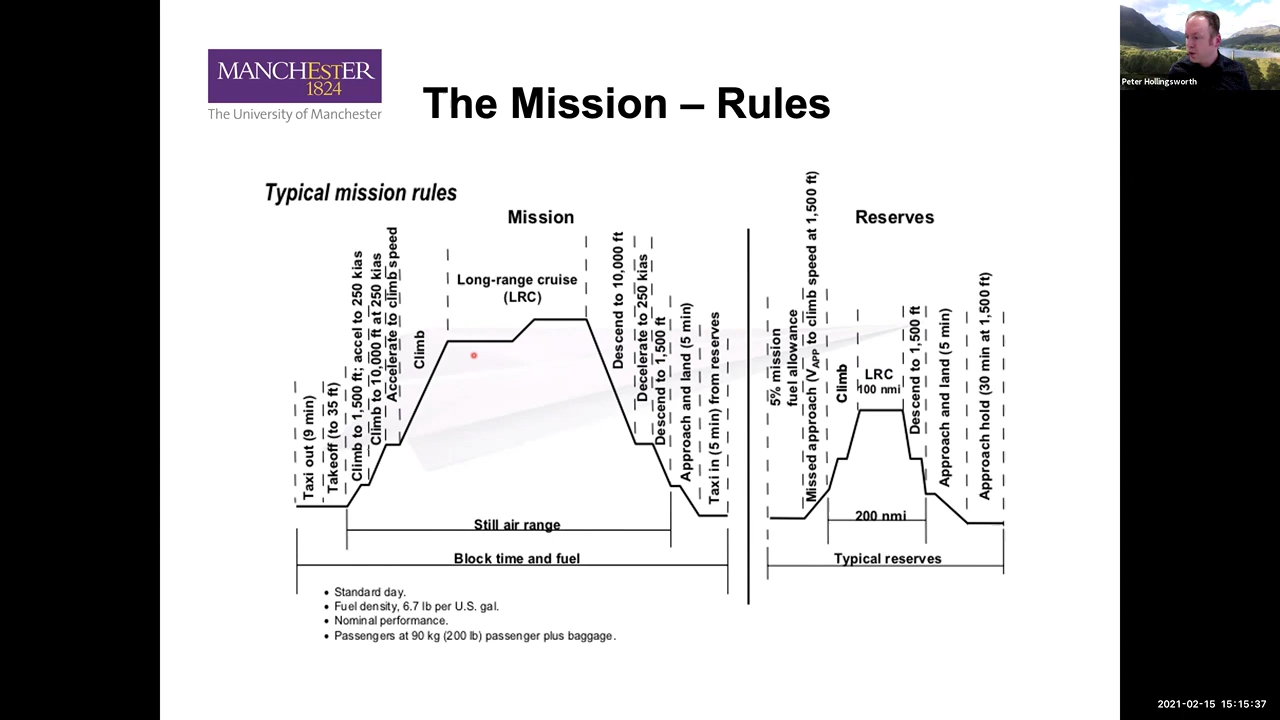 MANCHESTER
1824
The University of Manchester
The Mission – Rules
Peter Hollingsworth
Typical mission rules
Mission
Reserves
Taxi out (9 min)
Takeoff (to 35 ft)
Climb to 1,500 ft; accel to 250 kias
Climb to 10,000 ft at 250 kias
Accelerate to climb speed
Climb
Long-range cruise
(LRC)
Descend to 10,000 ft
Decelerate to 250 kias
Descend to 1,500 ft
Approach and land (5 min)
Taxi in (5 min) from reserves
5% mission
fuel allowance
Missed approach (VAPP to climb speed at 1,500 ft)
Climb
LRC
100 nmi
Descend to 1,500 ft
Approach and land (5 min)
Approach hold (30 min at 1,500 ft)
Still air range
200 nmi
Block time and fuel
Typical reserves
• Standard day.
• Fuel density, 6.7 lb per U.S. gal.
• Nominal performance.
• Passengers at 90 kg (200 lb) passenger plus baggage.
2021-02-15 15:15:37